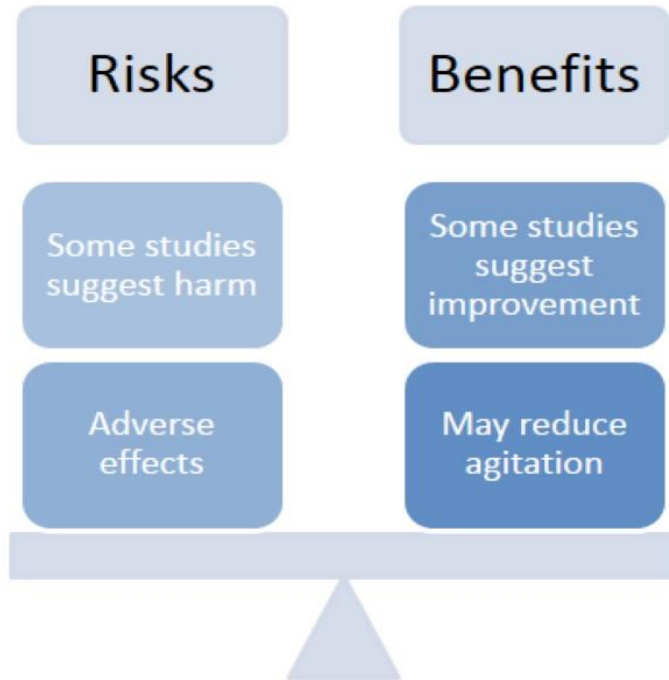 Risks
Benefits
Some studies
suggest harm
Some studies
suggest
improvement
Adverse
effects
May reduce
agitation